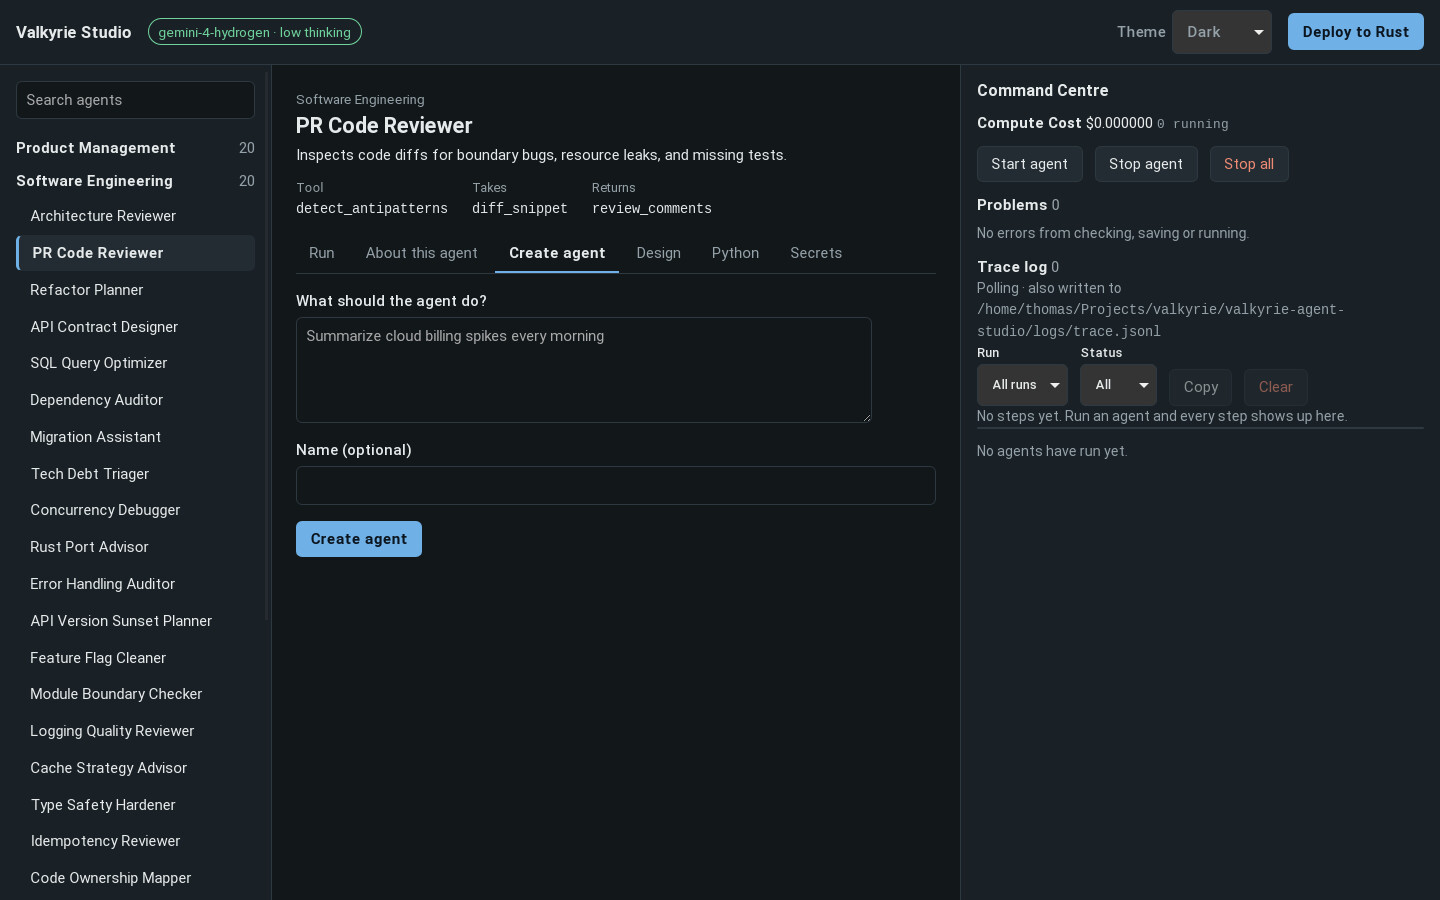 Valkyrie Studio
gemini-4-hydrogen · low thinking
Theme
Dark
Deploy to Rust
Search agents
Product Management 20
Software Engineering 20
Architecture Reviewer
PR Code Reviewer
Refactor Planner
API Contract Designer
SQL Query Optimizer
Dependency Auditor
Migration Assistant
Tech Debt Triager
Concurrency Debugger
Rust Port Advisor
Error Handling Auditor
API Version Sunset Planner
Feature Flag Cleaner
Module Boundary Checker
Logging Quality Reviewer
Cache Strategy Advisor
Type Safety Hardener
Idempotency Reviewer
Code Ownership Mapper
Software Engineering
PR Code Reviewer
Inspects code diffs for boundary bugs, resource leaks, and missing tests.
Tool Takes Returns
detect_antipatterns diff_snippet review_comments
Run About this agent Create agent Design Python Secrets
What should the agent do?
Summarize cloud billing spikes every morning
Name (optional)
Create agent
Command Centre
Compute Cost $0.000000 0 running
Start agent Stop agent Stop all
Problems 0
No errors from checking, saving or running.
Trace log 0
Polling · also written to
/home/thomas/Projects/valkyrie/valkyrie-agent-
studio/logs/trace.jsonl
Run Status
All runs All Copy Clear
No steps yet. Run an agent and every step shows up here.
No agents have run yet.